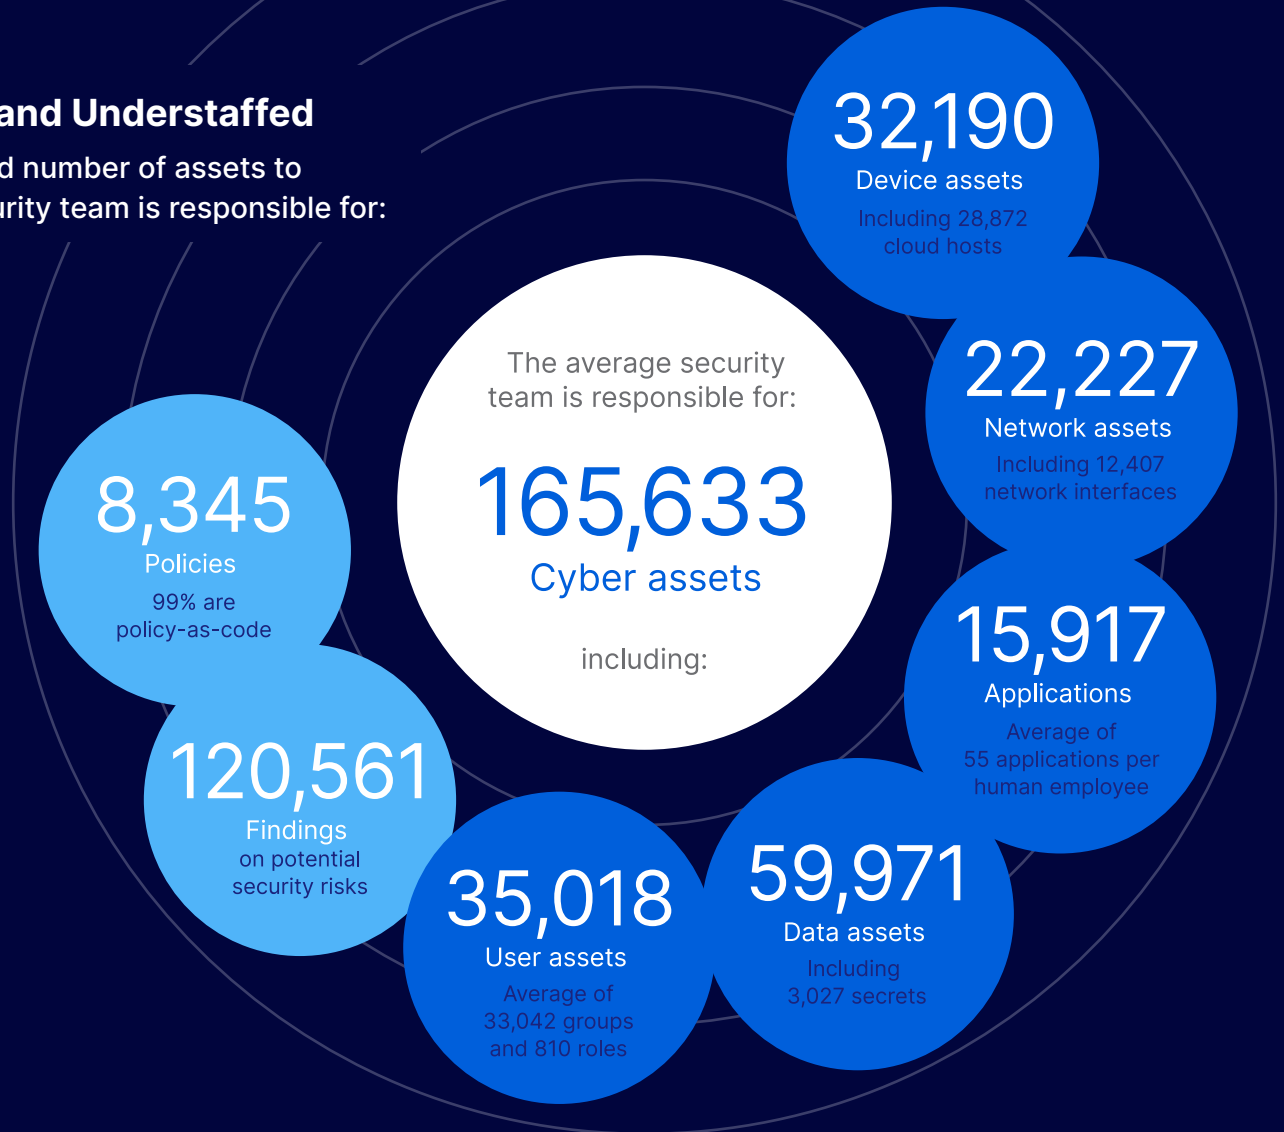 and Understaffed
number of assets to
team is responsible for:
The average security
team is responsible for:
165,633
Cyber assets
including:
32,190
Device assets
Including 28,872
cloud hosts
22,227
Network assets
Including 12,407
network interfaces
15,917
Applications
Average of
55 applications per
human employee
59,971
Data assets
Including
3,027 secrets
35,018
User assets
Average of
33,042 groups
and 810 roles
120,561
Findings
on potential
security risks
8,345
Policies
99% are
policy-as-code